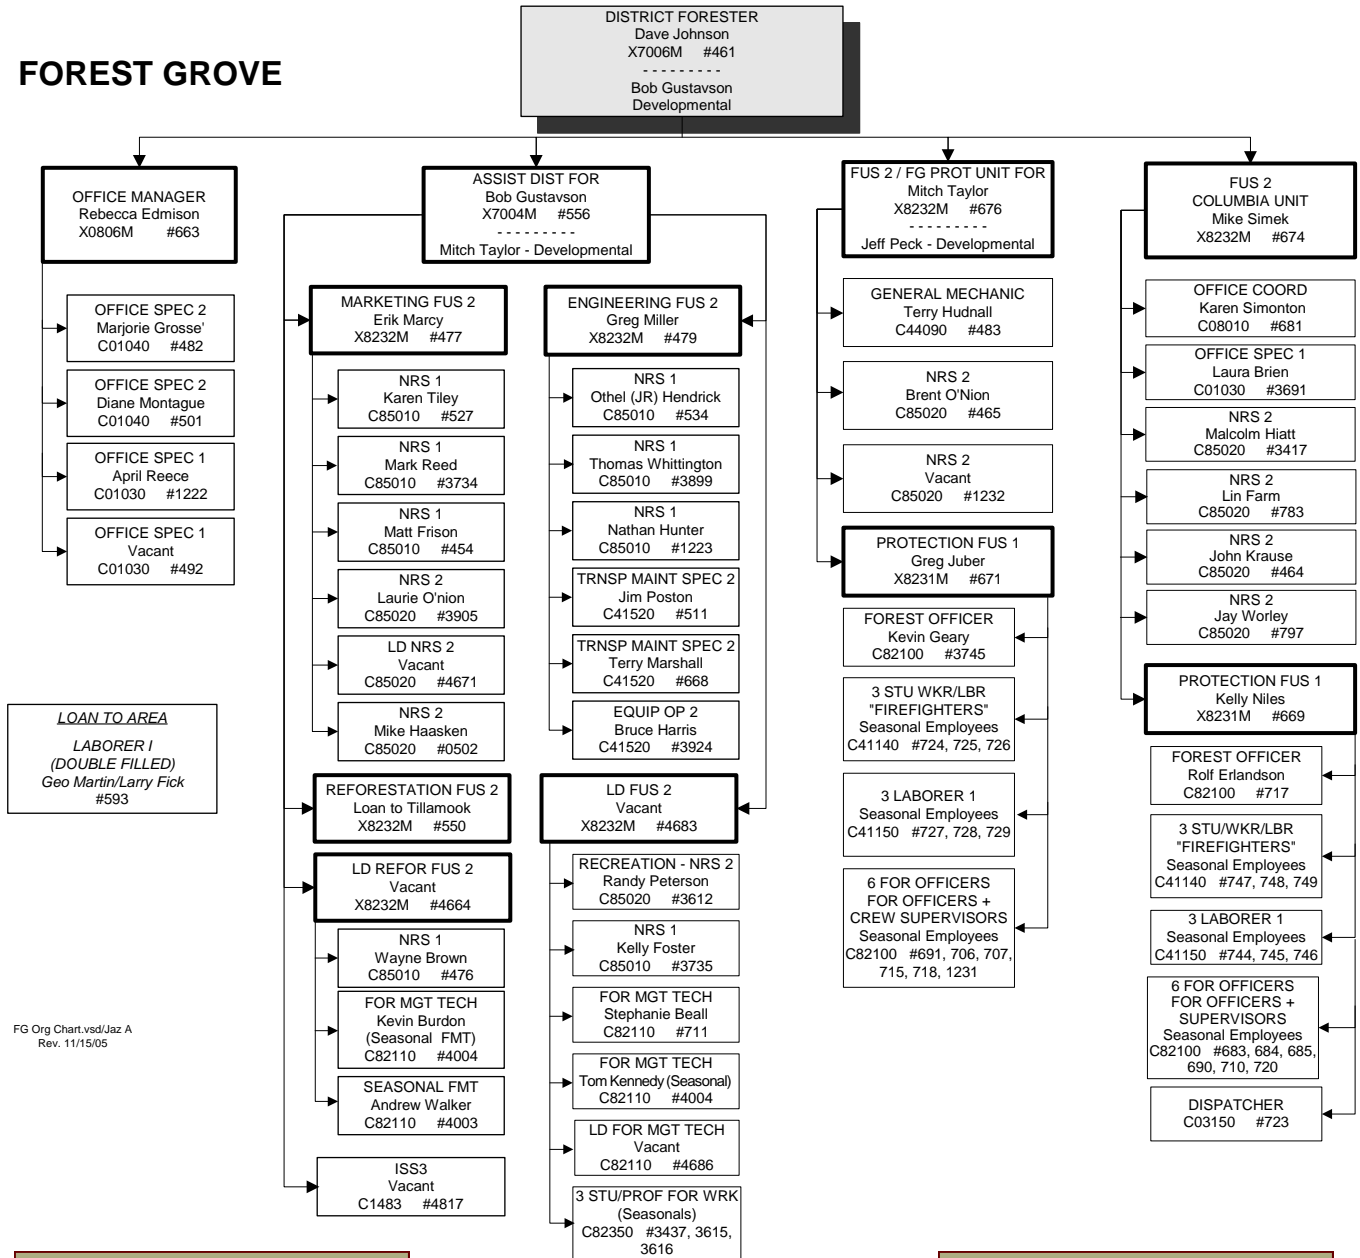 FOREST GROVE
DISTRICT FORESTER
Dave Johnson
X7006M #461
- - - - - - - - -
Bob Gustavson
Developmental
OFFICE MANAGER
Rebecca Edmison
X0806M #663
OFFICE SPEC 2
Marjorie Grosse'
C01040 #482
OFFICE SPEC 2
Diane Montague
C01040 #501
OFFICE SPEC 1
April Reece
C01030 #1222
OFFICE SPEC 1
Vacant
C01030 #492
LOAN TO AREA
LABORER I
(DOUBLE FILLED)
Geo Martin/Larry Fick
#593
FG Org Chart.vsd/Jaz A
Rev. 11/15/05
ASSIST DIST FOR
Bob Gustavson
X7004M #556
- - - - - - - - -
Mitch Taylor - Developmental
MARKETING FUS 2
Erik Marcy
X8232M #477
NRS 1
Karen Tiley
C85010 #527
NRS 1
Mark Reed
C85010 #3734
NRS 1
Matt Frison
C85010 #454
NRS 2
Laurie O'nion
C85020 #3905
LD NRS 2
Vacant
C85020 #4671
NRS 2
Mike Haasken
C85020 #0502
REFORESTATION FUS 2
Loan to Tillamook
X8232M #550
LD REFOR FUS 2
Vacant
X8232M #4664
NRS 1
Wayne Brown
C85010 #476
FOR MGT TECH
Kevin Burdon
(Seasonal FMT)
C82110 #4004
SEASONAL FMT
Andrew Walker
C82110 #4003
ISS3
Vacant
C1483 #4817
ENGINEERING FUS 2
Greg Miller
X8232M #479
NRS 1
Othel (JR) Hendrick
C85010 #534
NRS 1
Thomas Whittington
C85010 #3899
NRS 1
Nathan Hunter
C85010 #1223
TRNSP MAINT SPEC 2
Jim Poston
C41520 #511
TRNSP MAINT SPEC 2
Terry Marshall
C41520 #668
EQUIP OP 2
Bruce Harris
C41520 #3924
LD FUS 2
Vacant
X8232M #4683
RECREATION - NRS 2
Randy Peterson
C85020 #3612
NRS 1
Kelly Foster
C85010 #3735
FOR MGT TECH
Stephanie Beall
C82110 #711
FOR MGT TECH
Tom Kennedy (Seasonal)
C82110 #4004
LD FOR MGT TECH
Vacant
C82110 #4686
3 STU/PROF FOR WRK
(Seasonals)
C82350 #3437, 3615,
3616
FUS 2 / FG PROT UNIT FOR
Mitch Taylor
X8232M #676
- - - - - - - - -
Jeff Peck - Developmental
GENERAL MECHANIC
Terry Hudnall
C44090 #483
NRS 2
Brent O'Nion
C85020 #465
NRS 2
Vacant
C85020 #1232
PROTECTION FUS 1
Greg Juber
X8231M #671
FOREST OFFICER
Kevin Geary
C82100 #3745
3 STU WKR/LBR
"FIREFIGHTERS"
Seasonal Employees
C41140 #724, 725, 726
3 LABORER 1
Seasonal Employees
C41150 #727, 728, 729
6 FOR OFFICERS
FOR OFFICERS +
CREW SUPERVISORS
Seasonal Employees
C82100 #691, 706, 707,
715, 718, 1231
FUS 2
COLUMBIA UNIT
Mike Simek
X8232M #674
OFFICE COORD
Karen Simonton
C08010 #681
OFFICE SPEC 1
Laura Brien
C01030 #3691
NRS 2
Malcolm Hiatt
C85020 #3417
NRS 2
Lin Farm
C85020 #783
NRS 2
John Krause
C85020 #464
NRS 2
Jay Worley
C85020 #797
PROTECTION FUS 1
Kelly Niles
X8231M #669
FOREST OFFICER
Rolf Erlandson
C82100 #717
3 STU/WKR/LBR
"FIREFIGHTERS"
Seasonal Employees
C41140 #747, 748, 749
3 LABORER 1
Seasonal Employees
C41150 #744, 745, 746
6 FOR OFFICERS
FOR OFFICERS +
SUPERVISORS
Seasonal Employees
C82100 #683, 684, 685,
690, 710, 720
DISPATCHER
C03150 #723